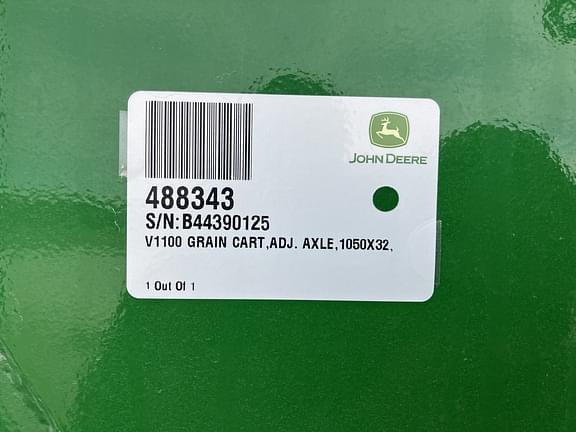 JOHN DEERE
488343
S/N:B44390125
V1100 GRAIN CART,ADJ. AXLE,1050X32,
1 Out Of 1